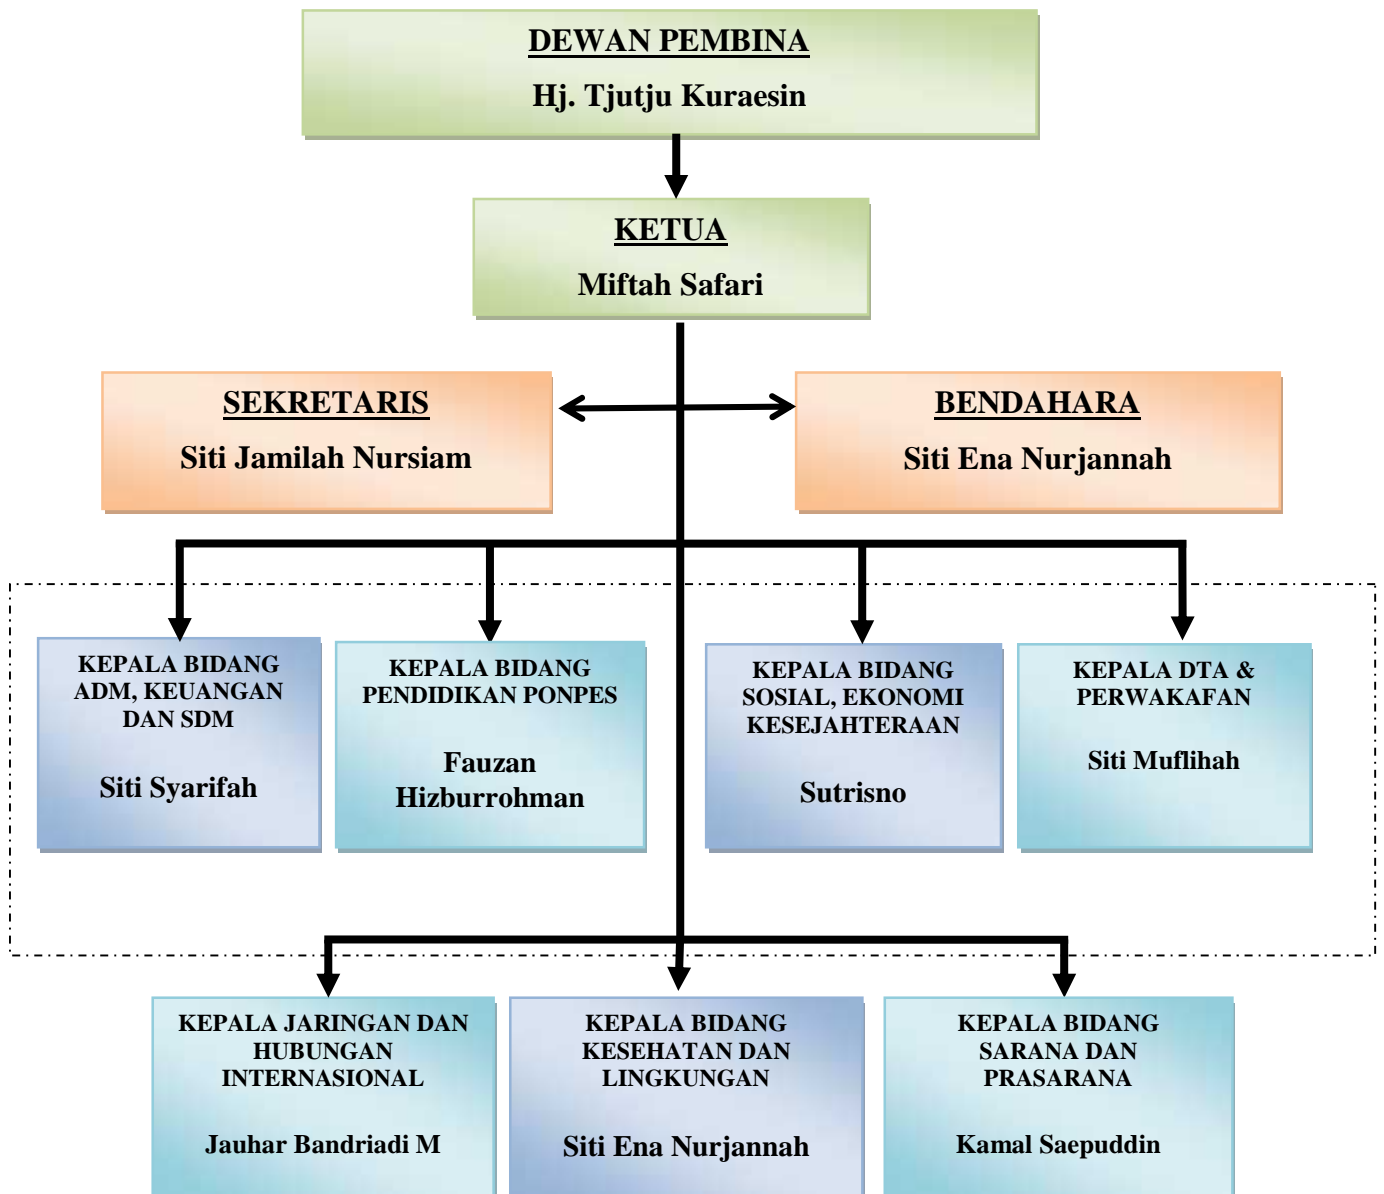 DEWAN PEMBINA
Hj. Tjutju Kuraesin
KETUA
Miftah Safari
SEKRETARIS
Siti Jamilah Nursiam
BENDAHARA
Siti Ena Nurjannah
KEPALA BIDANG
ADM, KEUANGAN
DAN SDM
Siti Syarifah
KEPALA BIDANG
PENDIDIKAN PONPES
Fauzan
Hizburrohman
KEPALA BIDANG
SOSIAL, EKONOMI
KESEJAHTERAAN
Sutrisno
KEPALA DTA &
PERWAKAFAN
Siti Muflihah
KEPALA JARINGAN DAN
HUBUNGAN
INTERNASIONAL
Jauhar Bandriadi M
KEPALA BIDANG
KESEHATAN DAN
LINGKUNGAN
Siti Ena Nurjannah
KEPALA BIDANG
SARANA DAN
PRASARANA
Kamal Saepuddin